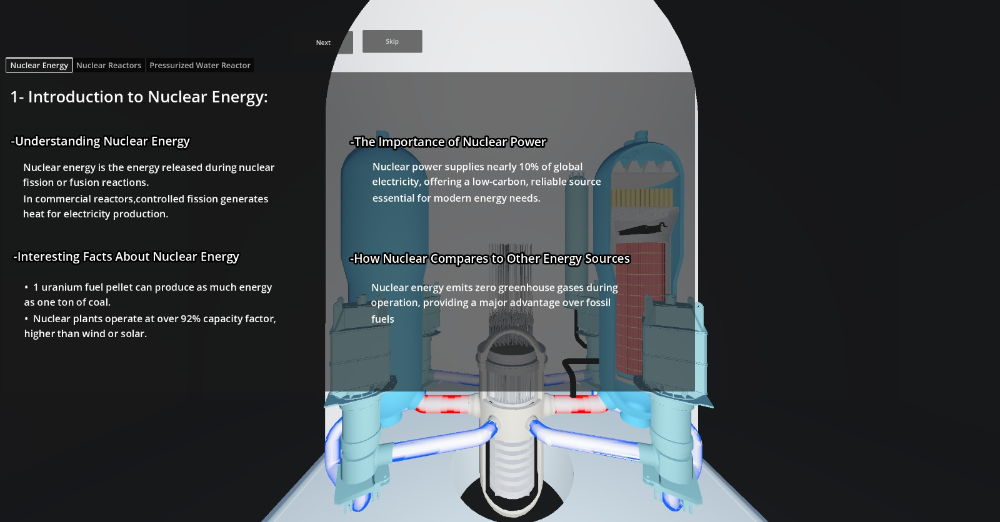 Next
Skip
Nuclear Energy
Nuclear Reactors
Pressurized Water Reactor
1- Introduction to Nuclear Energy:
-Understanding Nuclear Energy
Nuclear energy is the energy released during nuclear
fission or fusion reactions.
In commercial reactors,controlled fission generates
heat for electricity production.
-Interesting Facts About Nuclear Energy
• 1 uranium fuel pellet can produce as much energy
as one ton of coal.
• Nuclear plants operate at over 92% capacity factor,
higher than wind or solar.
-The Importance of Nuclear Power
Nuclear power supplies nearly 10% of global
electricity, offering a low-carbon, reliable source
essential for modern energy needs.
-How Nuclear Compares to Other Energy Sources
Nuclear energy emits zero greenhouse gases during
operation, providing a major advantage over fossil
fuels